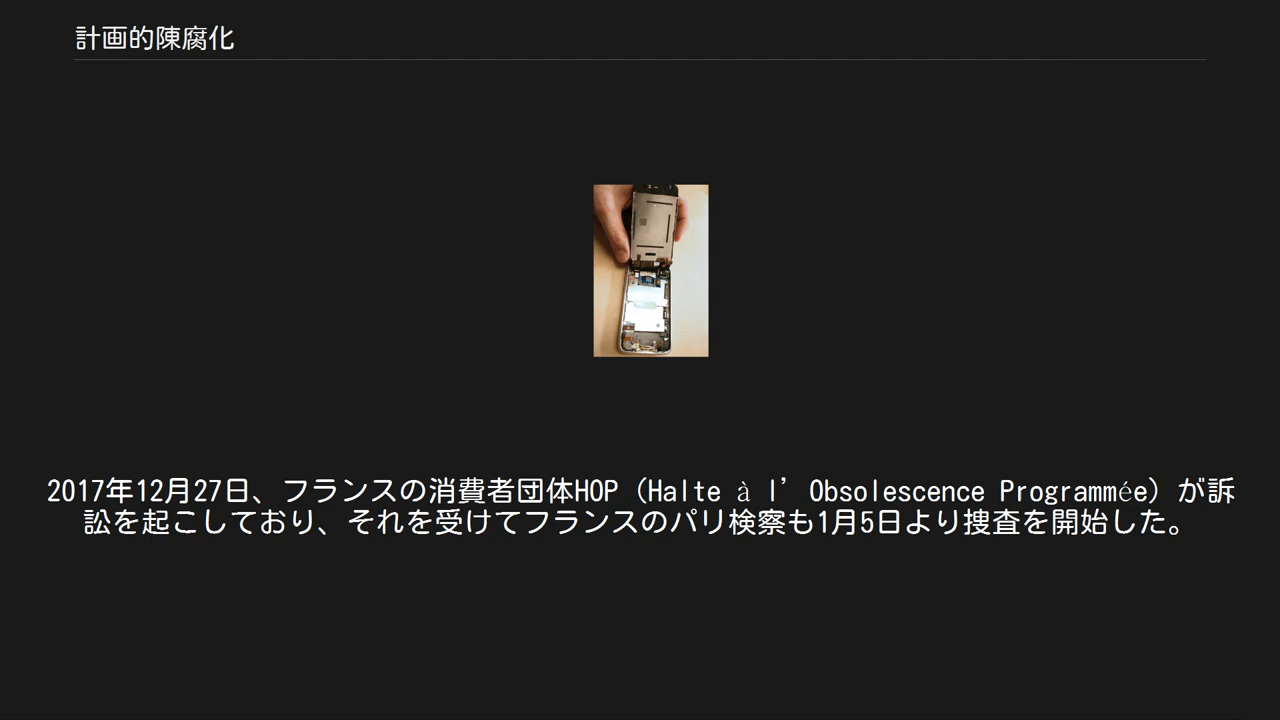 計画的陳腐化
2017年12月27日、フランスの消費者団体HOP（Halte à l’Obsolescence Programmée）が訴
訟を起こしており、それを受けてフランスのパリ検察も1月5日より捜査を開始した。